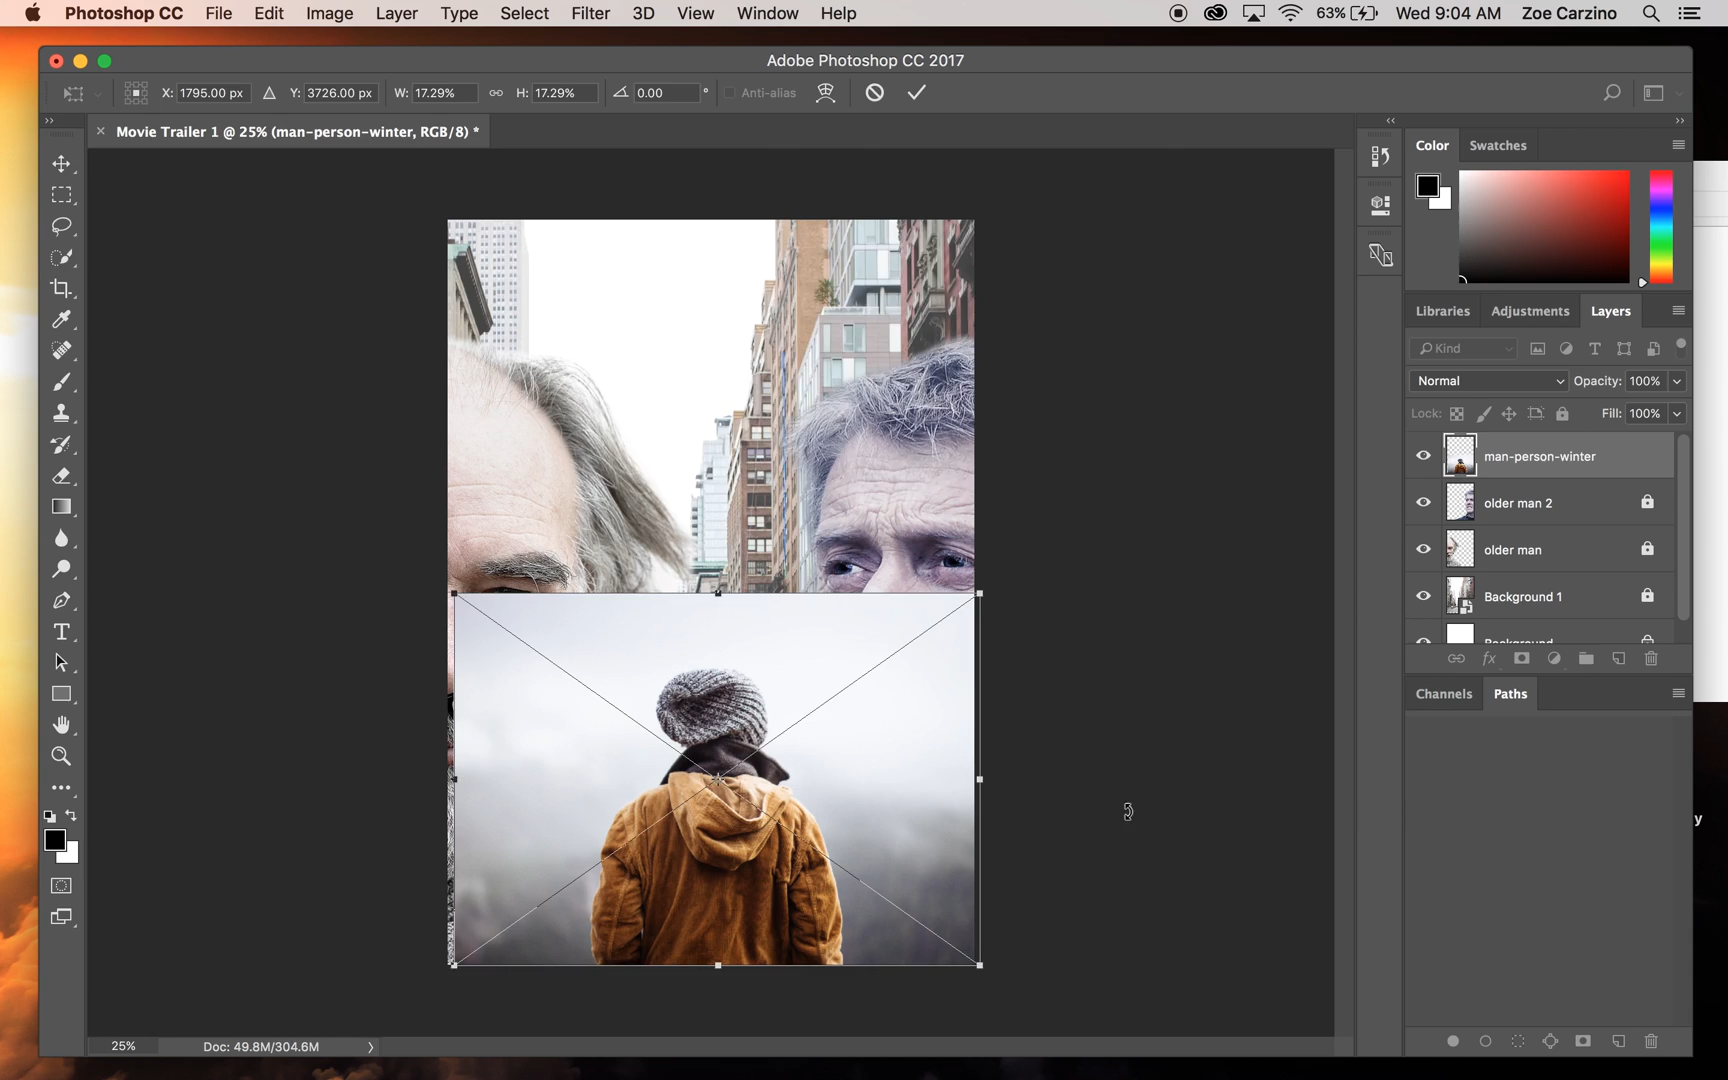 Photoshop CC File Edit Image Layer Type Select Filter 3D View Window Help 63% Wed 9:04 AM Zoe Carzino
Adobe Photoshop CC 2017
X: 1795.00 px Y: 3726.00 px W: 17.29% H: 17.29% 0.00 ° Anti-alias
Movie Trailer 1 @ 25% (man-person-winter, RGB/8) *
Color Swatches
Libraries Adjustments Layers
Kind
Normal Opacity: 100%
Lock: Fill: 100%
man-person-winter
older man 2
older man
Background 1
Background
Channels Paths
y
25% Doc: 49.8M/304.6M